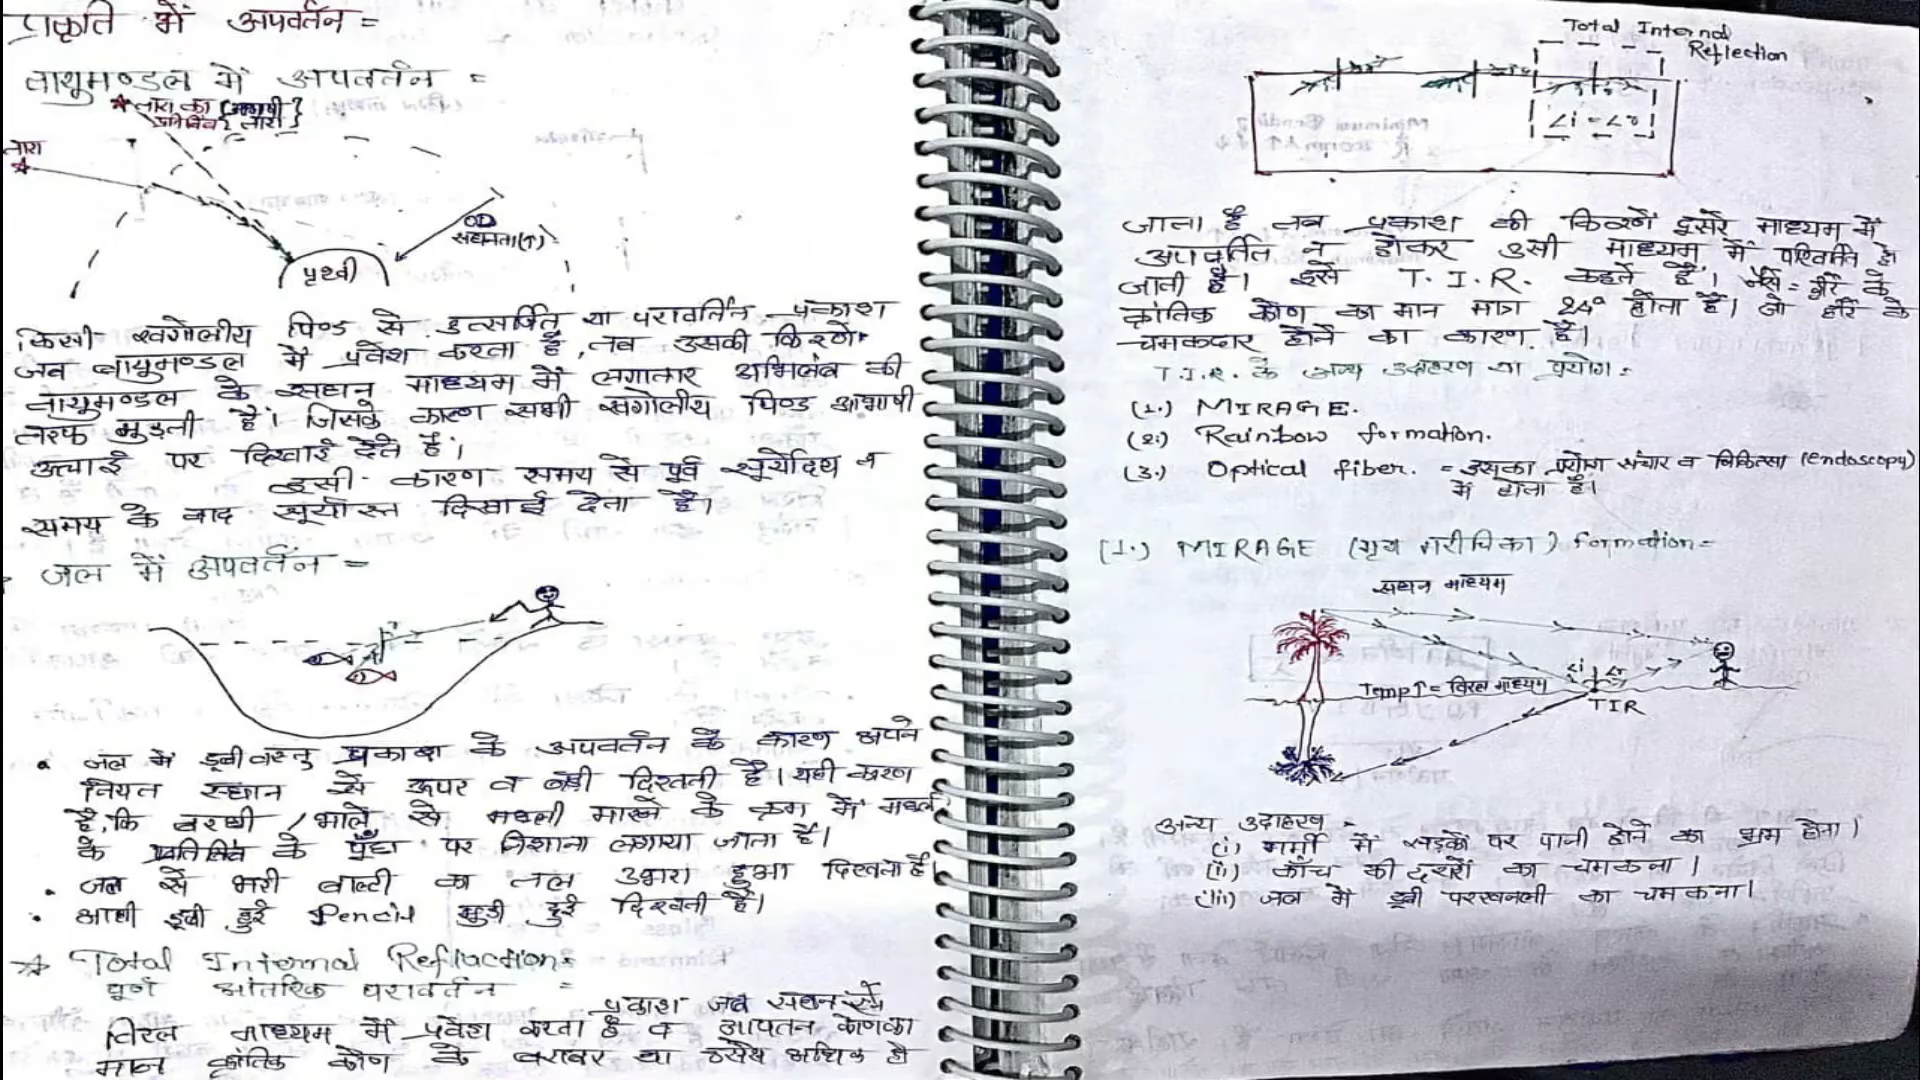 प्रकृति में अपवर्तन =
वायुमण्डल में अपवर्तन =
तारा का {आभाषी
प्रतिबिंब तारा}
तारा
OD
सघनता(↑)
पृथ्वी
किसी खगोलीय पिण्ड से उत्सर्जित या परावर्तित प्रकाश
जब वायुमण्डल में प्रवेश करता है, तब उसकी किरणें
वायुमण्डल के सघन माध्यम में लगातार अभिलंब की
तरफ मुड़ती है। जिसके कारण सभी खगोलीय पिण्ड आभाषी
ऊचाई पर दिखाई देते हैं।
इसी कारण समय से पूर्व सूर्योदय व
समय के बाद सूर्यास्त दिखाई देता है।
जल में अपवर्तन =
• जल में डूबी वस्तु प्रकाश के अपवर्तन के कारण अपने
नियत स्थान से ऊपर व बड़ी दिखती है। यही कारण
है, कि बरछी / भाले से मछली मारने के क्रम में मछली
के प्रतिबिंब के पूँछ पर निशाना लगाया जाता है।
• जल से भरी बाल्टी का तल उभरा हुआ दिखता है।
• आधी डूबी हुई Pencil मुड़ी हुई दिखती है।
☆ Total Internal Reflection =
पूर्ण आंतरिक परावर्तन =
प्रकाश जब सघन से
विरल माध्यम में प्रवेश करता है व आपतन कोण का
मान क्रांतिक कोण के बराबर या उससे अधिक हो
Total Internal
Reflection
∠i = ∠r
जाता है तब प्रकाश की किरणें दूसरे माध्यम में
अपवर्तित न होकर उसी माध्यम में परिवर्तित हो
जाती है। इसे T. I. R. कहते है। जैसे = हीरे के
क्रांतिक कोण का मान मात्र 24° होता है। जो हीरे के
चमकदार होने का कारण है।
T.I.R. के अन्य उदाहरण या प्रयोग =
(1.) MIRAGE.
(2.) Rainbow formation.
(3.) Optical fiber. = इसका प्रयोग संचार व चिकित्सा (endoscopy)
में होता है।
(1.) MIRAGE (मृग मरीचिका) formation =
सघन माध्यम
∠i ∠r
Temp↑ = विरल माध्यम
TIR
अन्य उदाहरण =
(i) गर्मी में सड़कों पर पानी होने का भ्रम होना।
(ii) काँच की दरारों का चमकना।
(iii) जल में डूबी परखनली का चमकना।